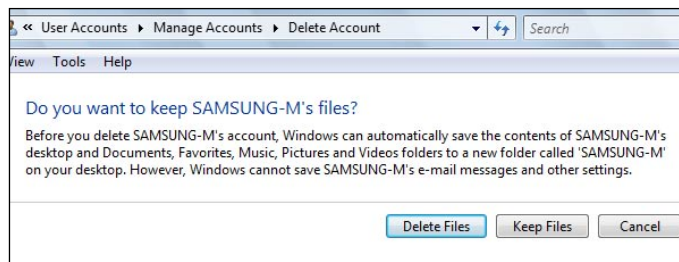 « User Accounts ▸ Manage Accounts ▸ Delete Account Search
iew Tools Help
Do you want to keep SAMSUNG-M's files?
Before you delete SAMSUNG-M's account, Windows can automatically save the contents of SAMSUNG-M's
desktop and Documents, Favorites, Music, Pictures and Videos folders to a new folder called 'SAMSUNG-M'
on your desktop. However, Windows cannot save SAMSUNG-M's e-mail messages and other settings.
Delete Files Keep Files Cancel